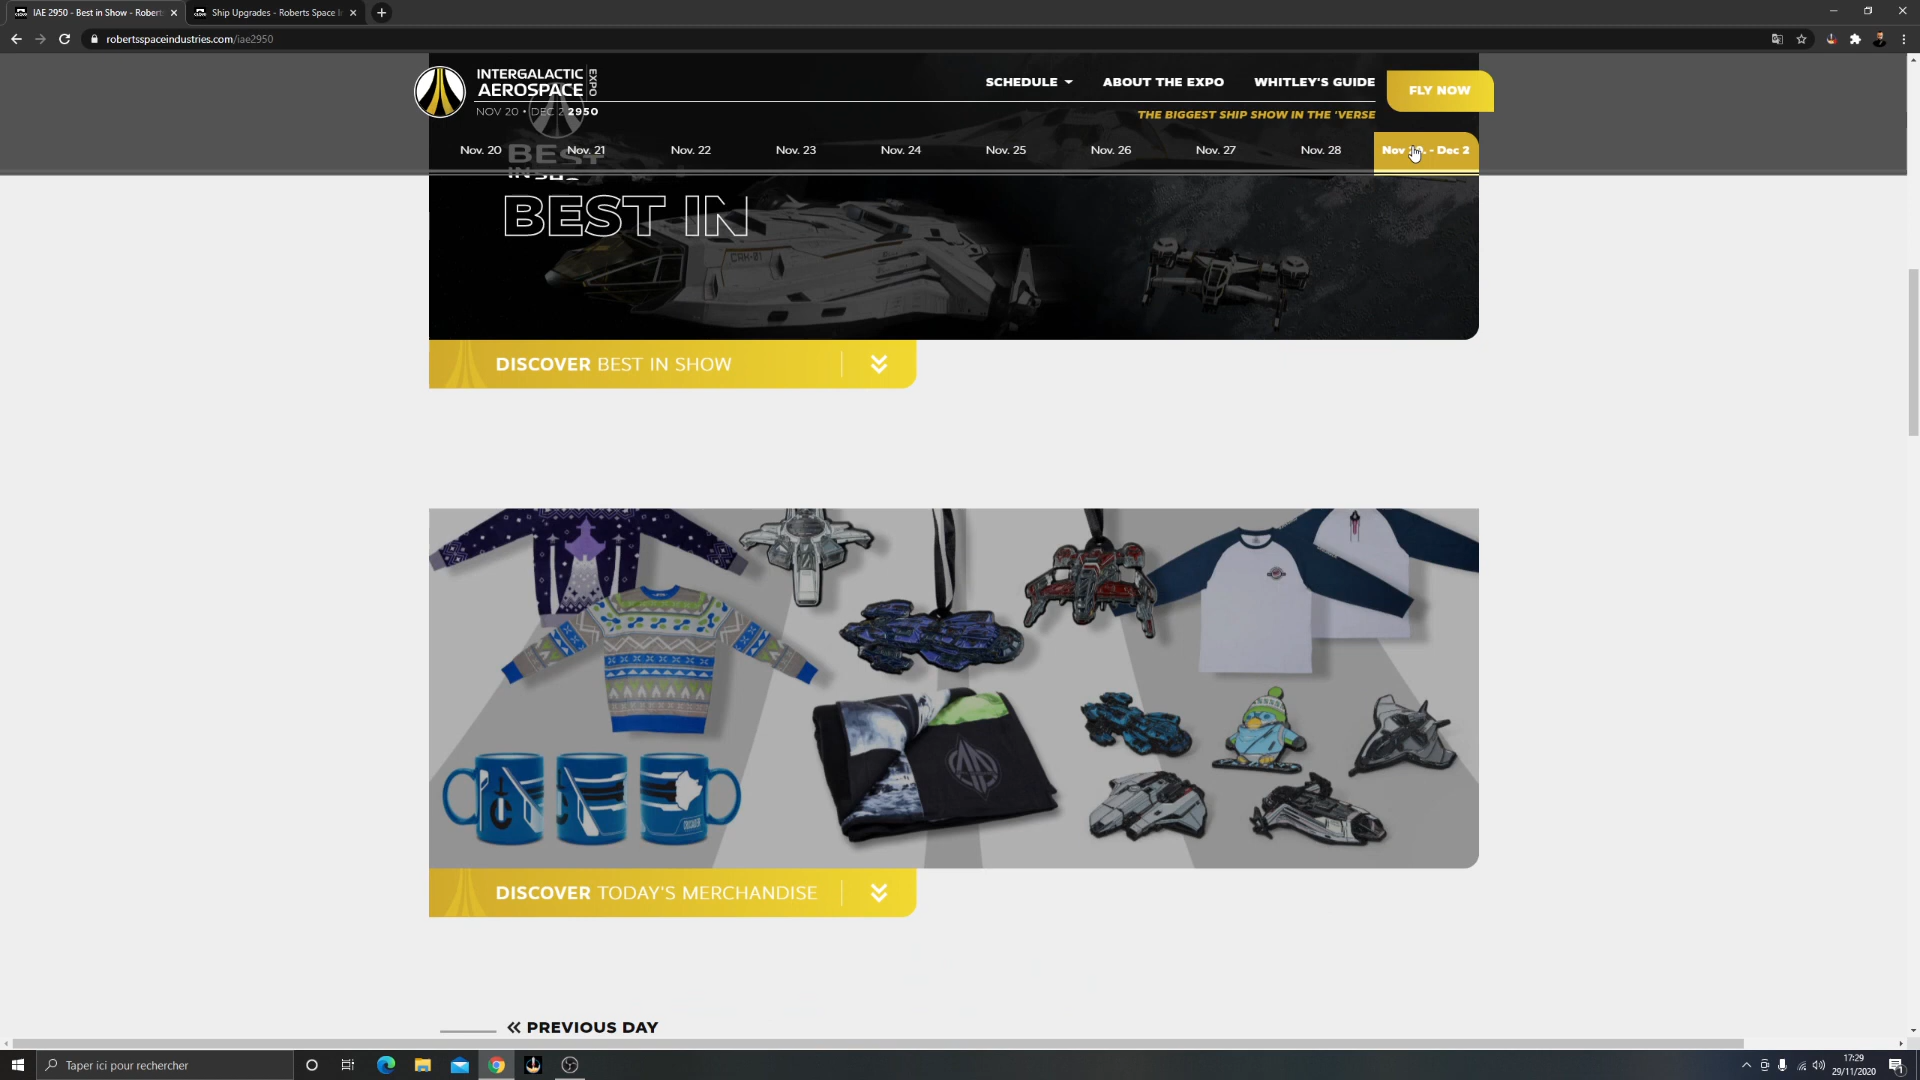 IAE 2950 - Best in Show - Robert
Ship Upgrades - Roberts Space I
robertsspaceindustries.com/iae2950
INTERGALACTIC
AEROSPACE
EXPO
NOV 20 • DEC 2 2950
SCHEDULE
ABOUT THE EXPO
WHITLEY'S GUIDE
FLY NOW
THE BIGGEST SHIP SHOW IN THE 'VERSE
Nov. 20
Nov. 21
Nov. 22
Nov. 23
Nov. 24
Nov. 25
Nov. 26
Nov. 27
Nov. 28
Nov - Dec 2
BEST
IN SHOW
BEST IN
CRK-01
DISCOVER BEST IN SHOW
DISCOVER TODAY'S MERCHANDISE
PREVIOUS DAY
Taper ici pour rechercher
17:29
29/11/2020